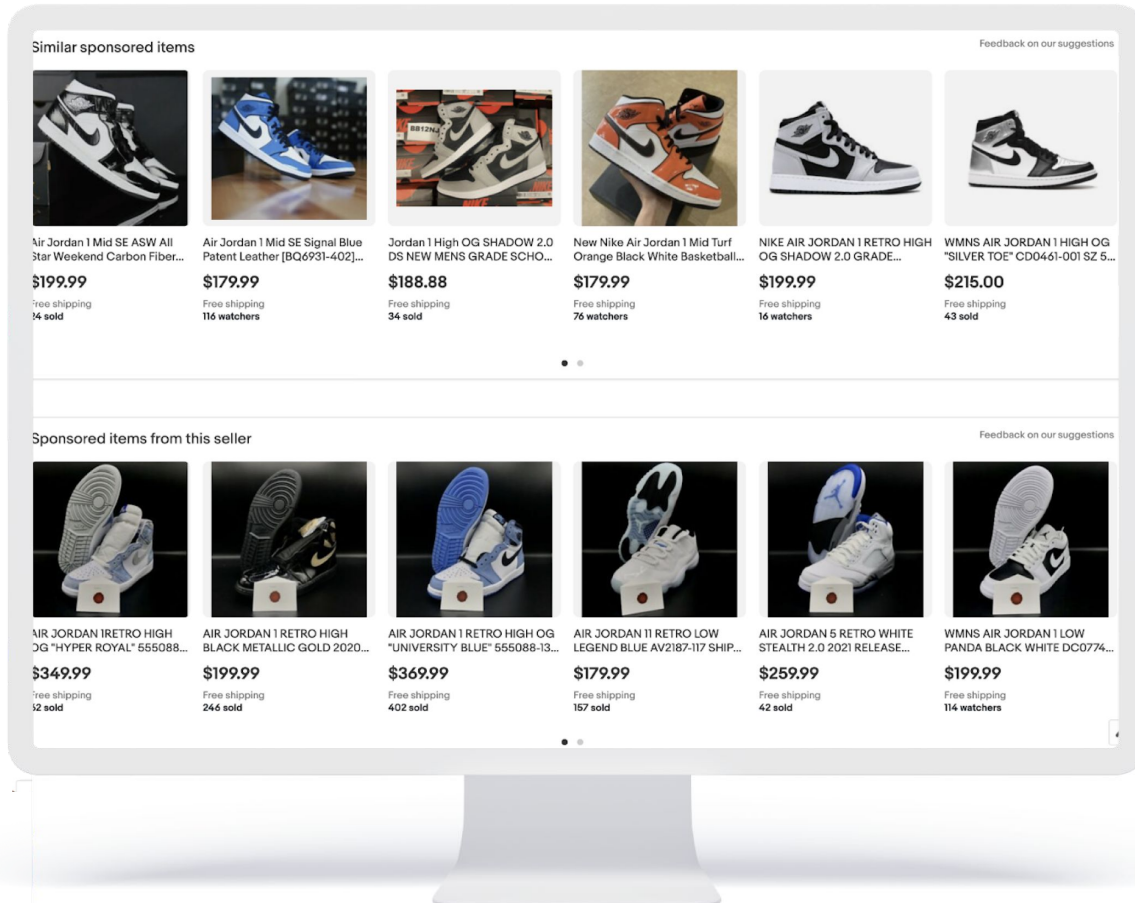 Similar sponsored items
Feedback on our suggestions
BB12NJ
NIKE
Air Jordan 1 Mid SE ASW All
Star Weekend Carbon Fiber...
$199.99
Free shipping
24 sold
Air Jordan 1 Mid SE Signal Blue
Patent Leather [BQ6931-402]...
$179.99
Free shipping
116 watchers
Jordan 1 High OG SHADOW 2.0
DS NEW MENS GRADE SCHO...
$188.88
Free shipping
34 sold
New Nike Air Jordan 1 Mid Turf
Orange Black White Basketball...
$179.99
Free shipping
76 watchers
NIKE AIR JORDAN 1 RETRO HIGH
OG SHADOW 2.0 GRADE...
$199.99
Free shipping
16 watchers
WMNS AIR JORDAN 1 HIGH OG
"SILVER TOE" CD0461-001 SZ 5...
$215.00
Free shipping
43 sold
Sponsored items from this seller
Feedback on our suggestions
AIR JORDAN 1RETRO HIGH
OG "HYPER ROYAL" 555088...
$349.99
Free shipping
62 sold
AIR JORDAN 1 RETRO HIGH
BLACK METALLIC GOLD 2020...
$199.99
Free shipping
246 sold
AIR JORDAN 1 RETRO HIGH OG
"UNIVERSITY BLUE" 555088-13...
$369.99
Free shipping
402 sold
AIR JORDAN 11 RETRO LOW
LEGEND BLUE AV2187-117 SHIP...
$179.99
Free shipping
157 sold
AIR JORDAN 5 RETRO WHITE
STEALTH 2.0 2021 RELEASE...
$259.99
Free shipping
42 sold
WMNS AIR JORDAN 1 LOW
PANDA BLACK WHITE DC0774...
$199.99
Free shipping
114 watchers